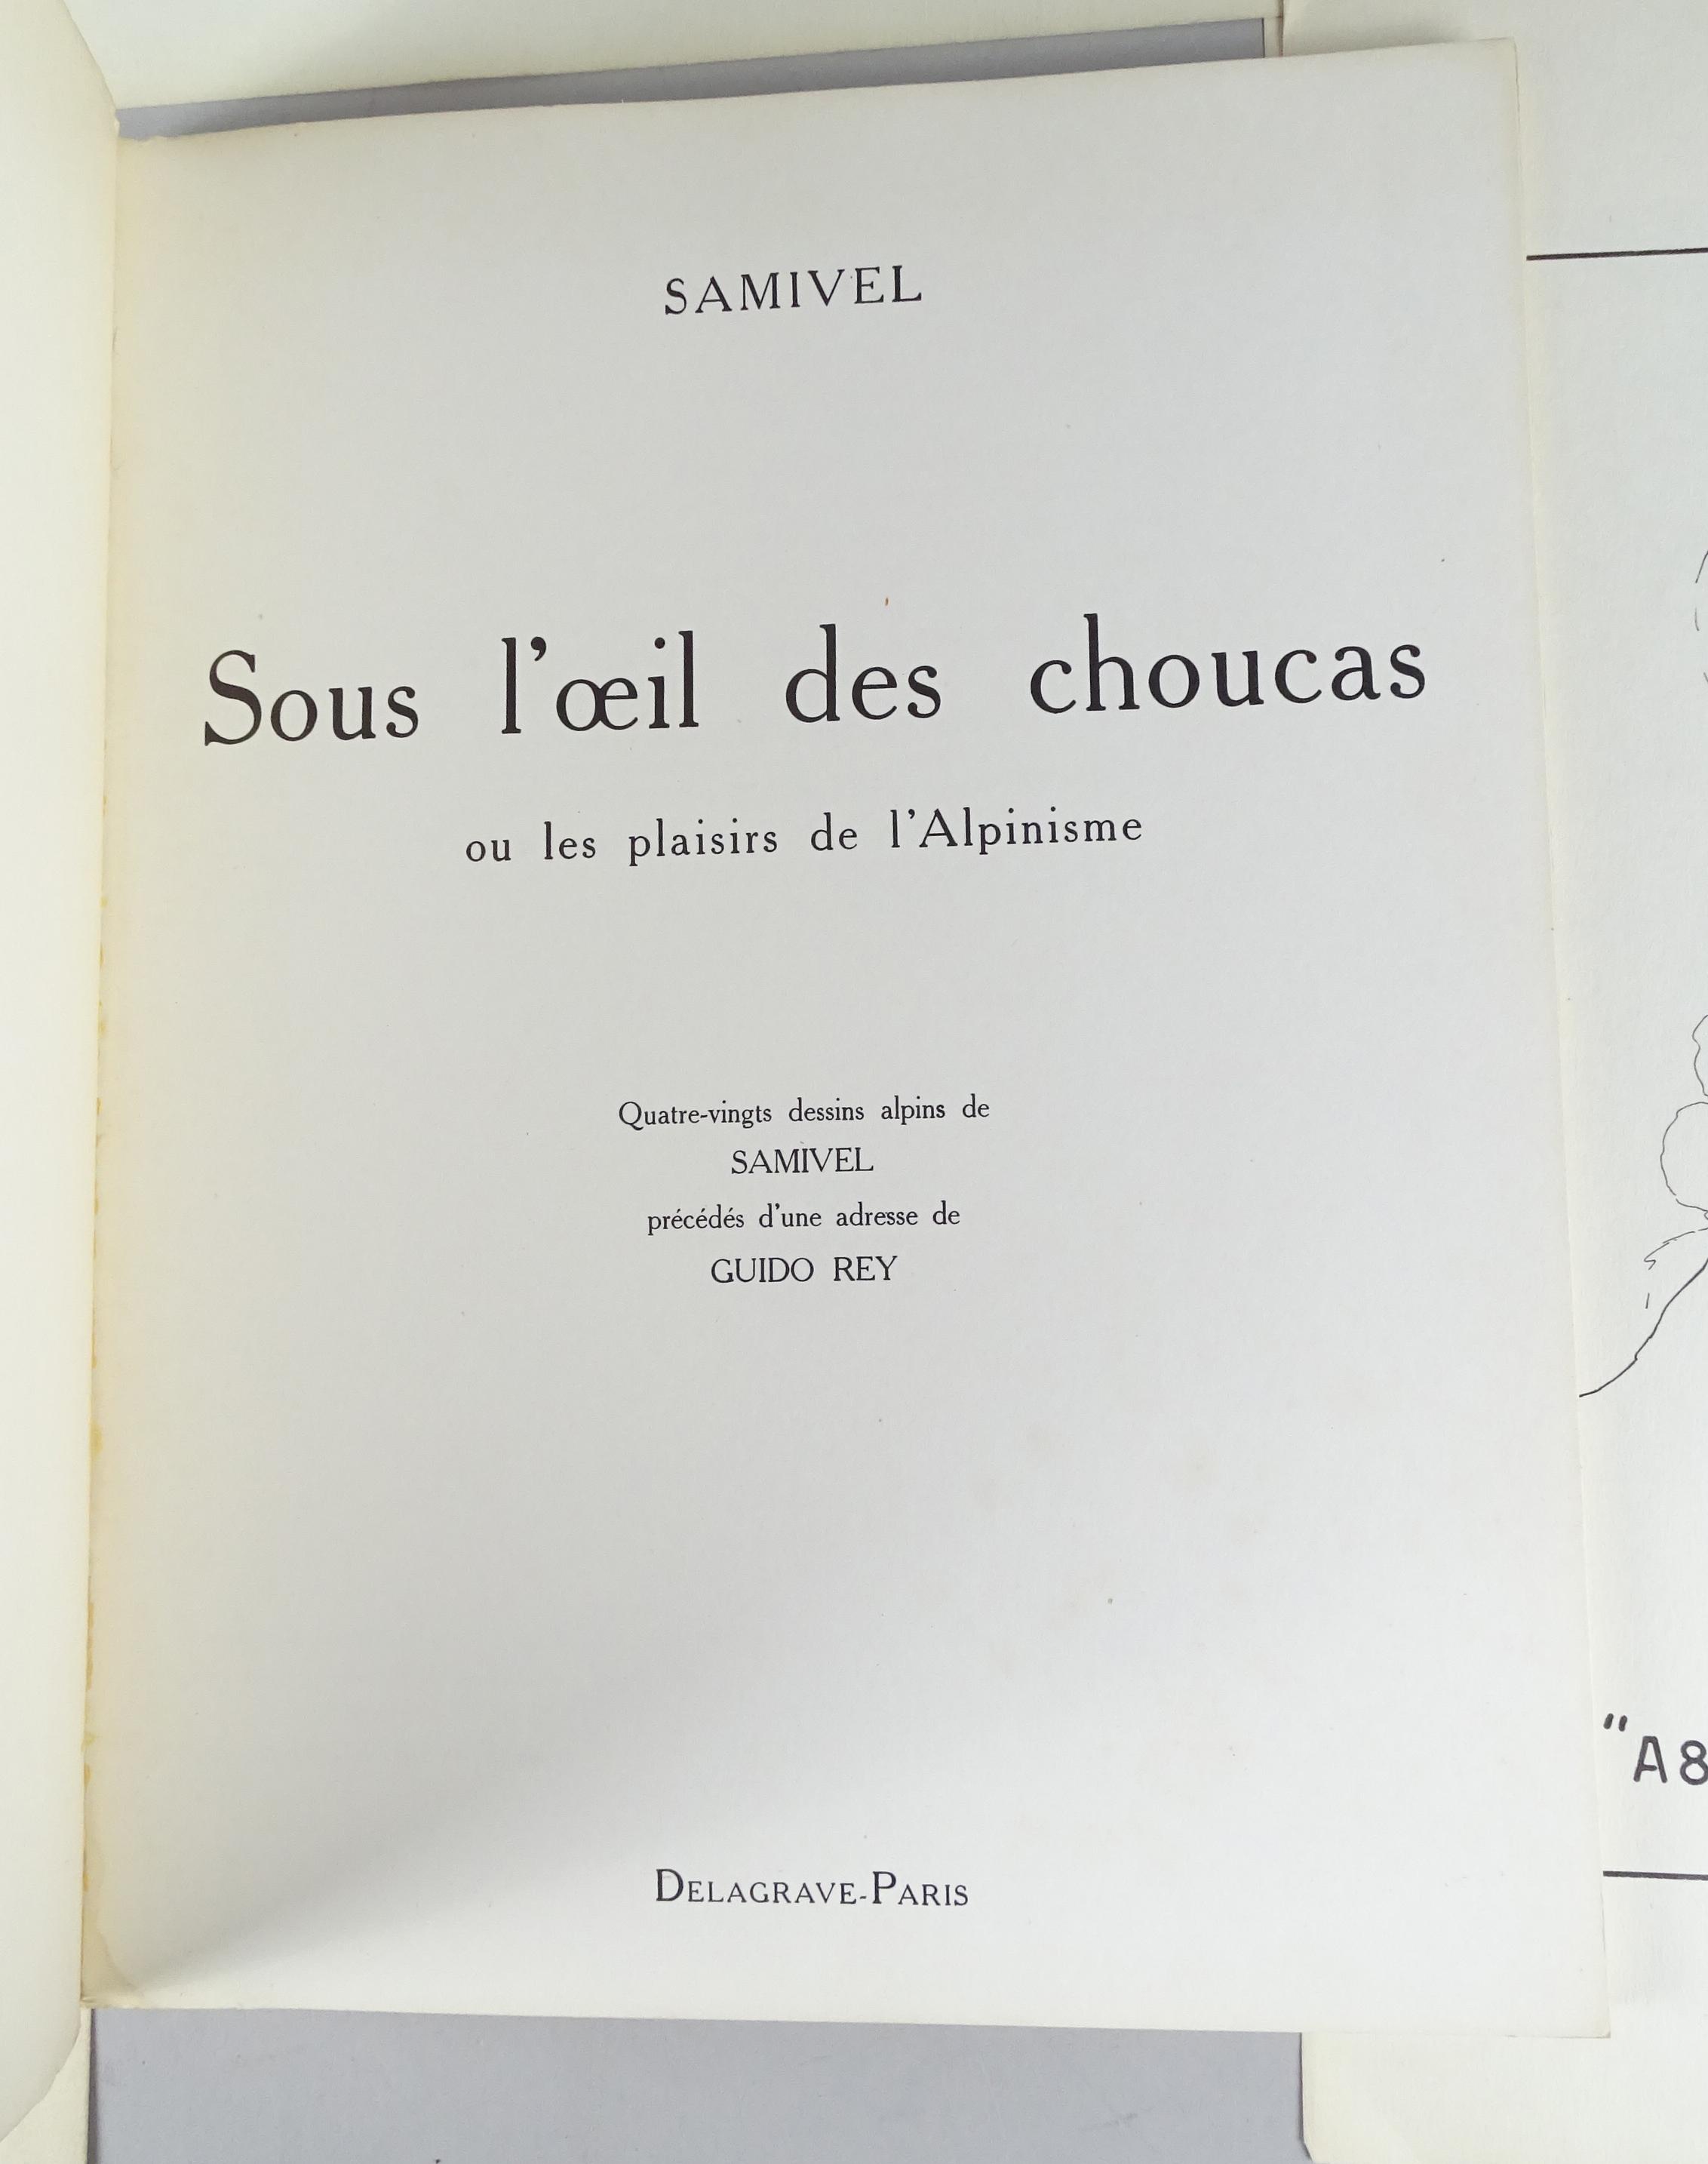 SAMIVEL
Sous l'œil des choucas
ou les plaisirs de l'Alpinisme
Quatre-vingts dessins alpins de
SAMIVEL
précédés d'une adresse de
GUIDO REY
DELAGRAVE-PARIS
"A8